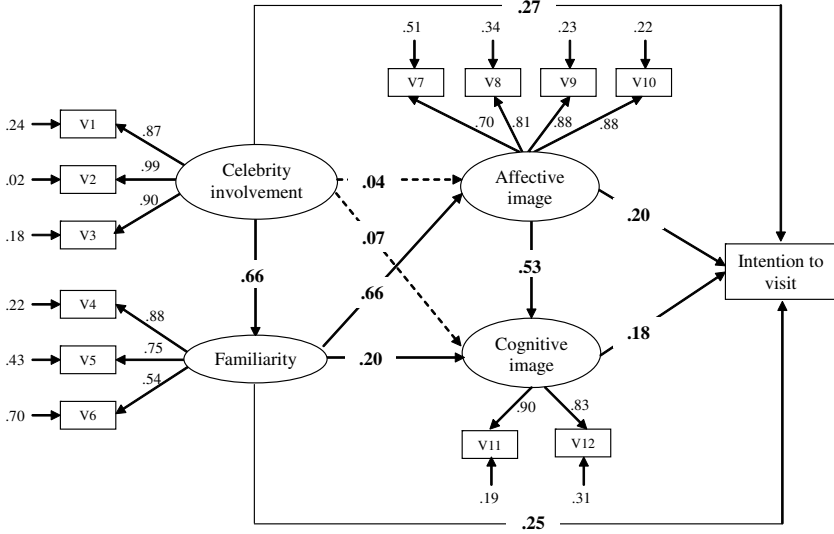 .27
.51
.34
.23
.22
V7
V8
V9
V10
.24
V1
.87
.70
.81
.88
.88
.02
V2
.99
Celebrity
involvement
.04
Affective
image
.90
.18
V3
.07
.20
.66
.53
Intention to
visit
.22
V4
.88
.66
.18
.43
V5
.75
Familiarity
.20
Cognitive
image
.54
.70
V6
.90
.83
V11
V12
.19
.31
.25